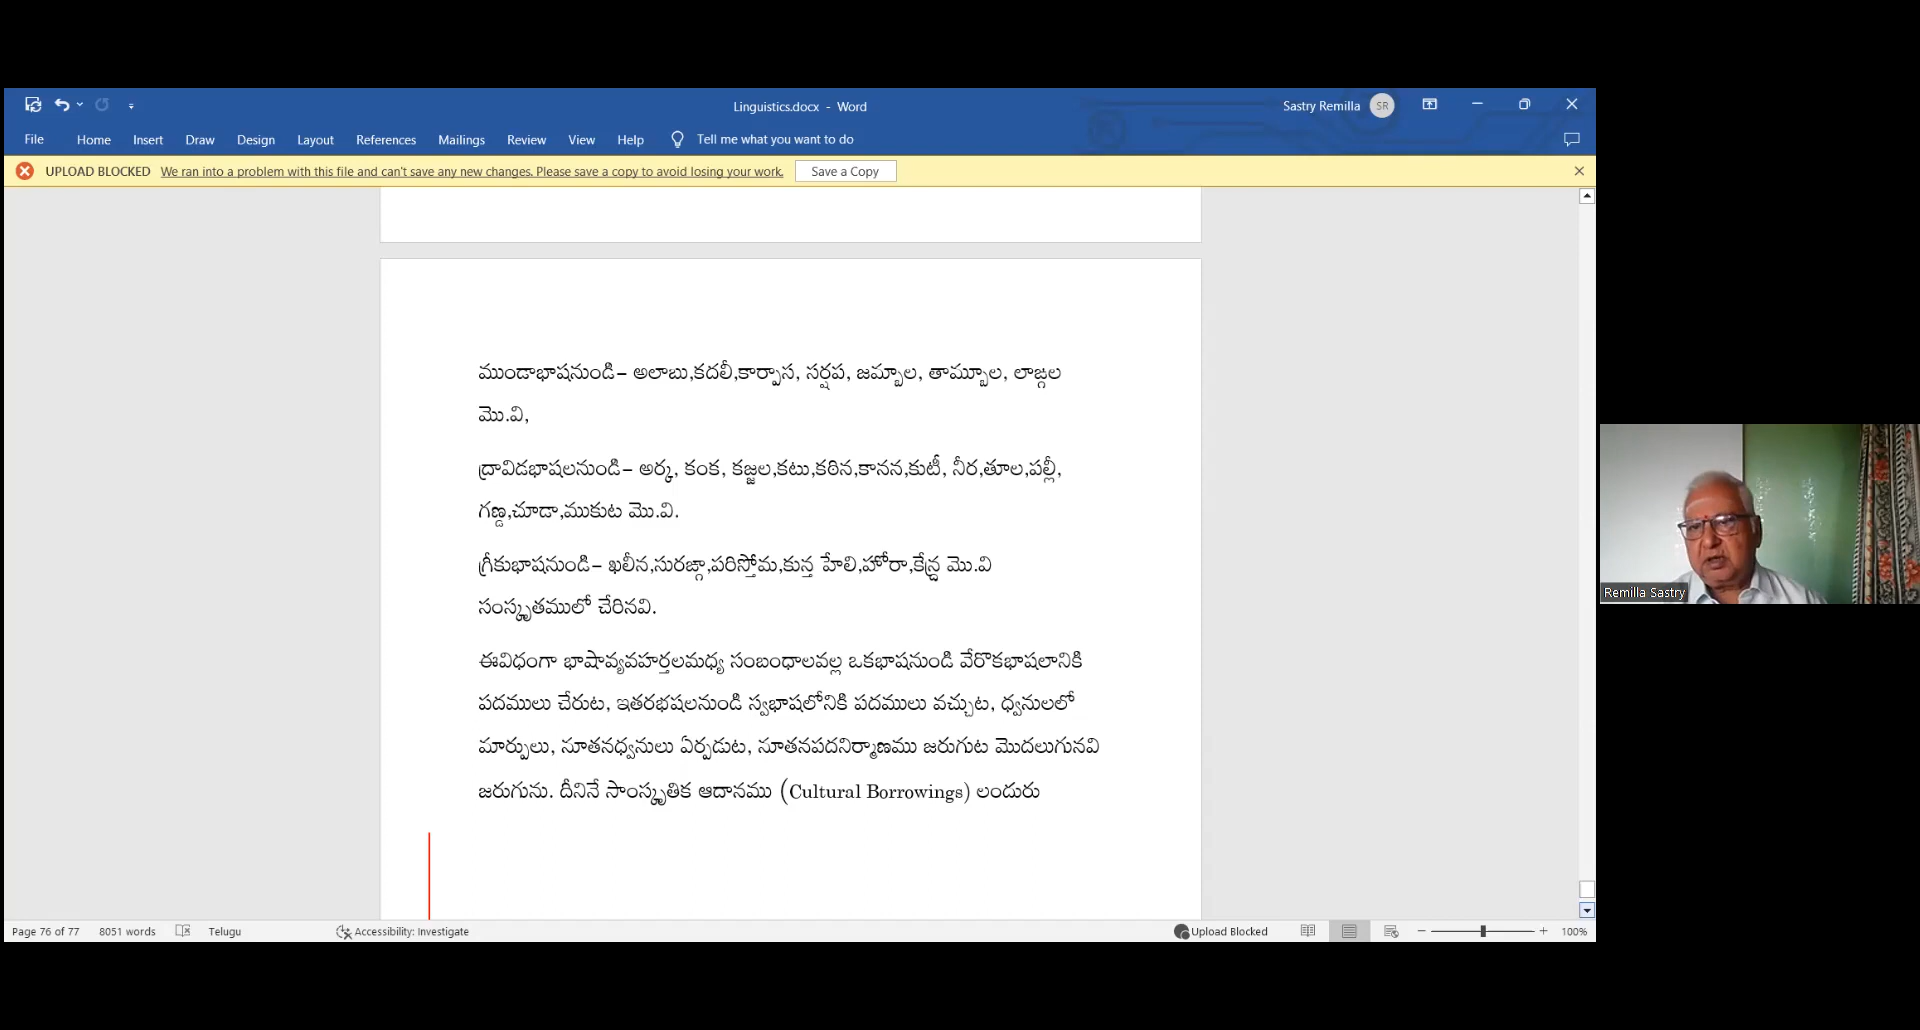 Linguistics.docx - Word
Sastry Remilla SR
File Home Insert Draw Design Layout References Mailings Review View Help Tell me what you want to do
UPLOAD BLOCKED We ran into a problem with this file and can't save any new changes. Please save a copy to avoid losing your work. Save a Copy
ముండాభాషనుండి– అలాబు,కదలీ,కార్పాస, సర్షప, జమ్బాల, తామ్బూల, లాఙ్గల
మొ.వి,
ద్రావిడభాషలనుండి– అర్క, కంక, కజ్జల,కటు,కఠిన,కానన,కుటీ, నీర,తూల,పల్లీ,
గణ్డ,చూడా,ముకుట మొ.వి.
గ్రీకుభాషనుండి– ఖలీన,సురఙ్గా,పరిస్తోమ,కున్త హేలి,హోరా,కేన్ద్ర మొ.వి
సంస్కృతములో చేరినవి.
ఈవిధంగా భాషావ్యవహర్తలమధ్య సంబంధాలవల్ల ఒకభాషనుండి వేరొకభాషలానికి
పదములు చేరుట, ఇతరభషలనుండి స్వభాషలోనికి పదములు వచ్చుట, ధ్వనులలో
మార్పులు, నూతనధ్వనులు ఏర్పడుట, నూతనపదనిర్మాణము జరుగుట మొదలుగునవి
జరుగును. దీనినే సాంస్కృతిక ఆదానము (Cultural Borrowings) లందురు
Remilla Sastry
Page 76 of 77 8051 words Telugu Accessibility: Investigate Upload Blocked 100%